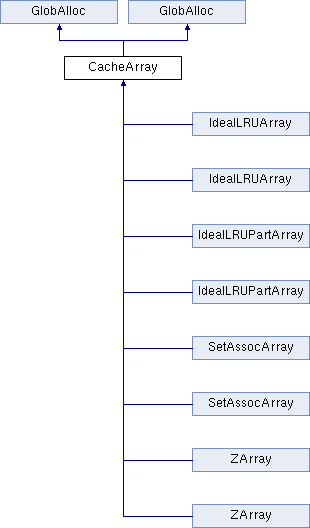 GlobAlloc
GlobAlloc
CacheArray
IdealLRUArray
IdealLRUArray
IdealLRUPartArray
IdealLRUPartArray
SetAssocArray
SetAssocArray
ZArray
ZArray